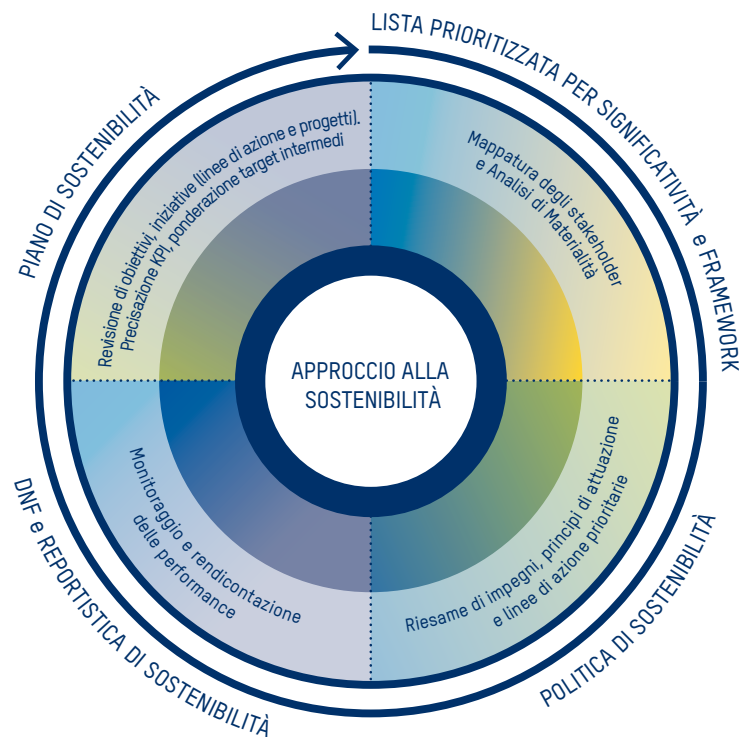 LISTA PRIORITIZZATA PER SIGNIFICATIVITÀ e FRAMEWORK
Mappatura degli stakeholder
e Analisi di Materialità
POLITICA DI SOSTENIBILITÀ
Riesame di impegni, principi di attuazione
e linee di azione prioritarie
DNF e REPORTISTICA DI SOSTENIBILITÀ
Monitoraggio e rendicontazione
delle performance
PIANO DI SOSTENIBILITÀ
Revisione di obiettivi, iniziative (linee di azione e progetti).
Precisazione KPI, ponderazione target intermedi
APPROCCIO ALLA
SOSTENIBILITÀ